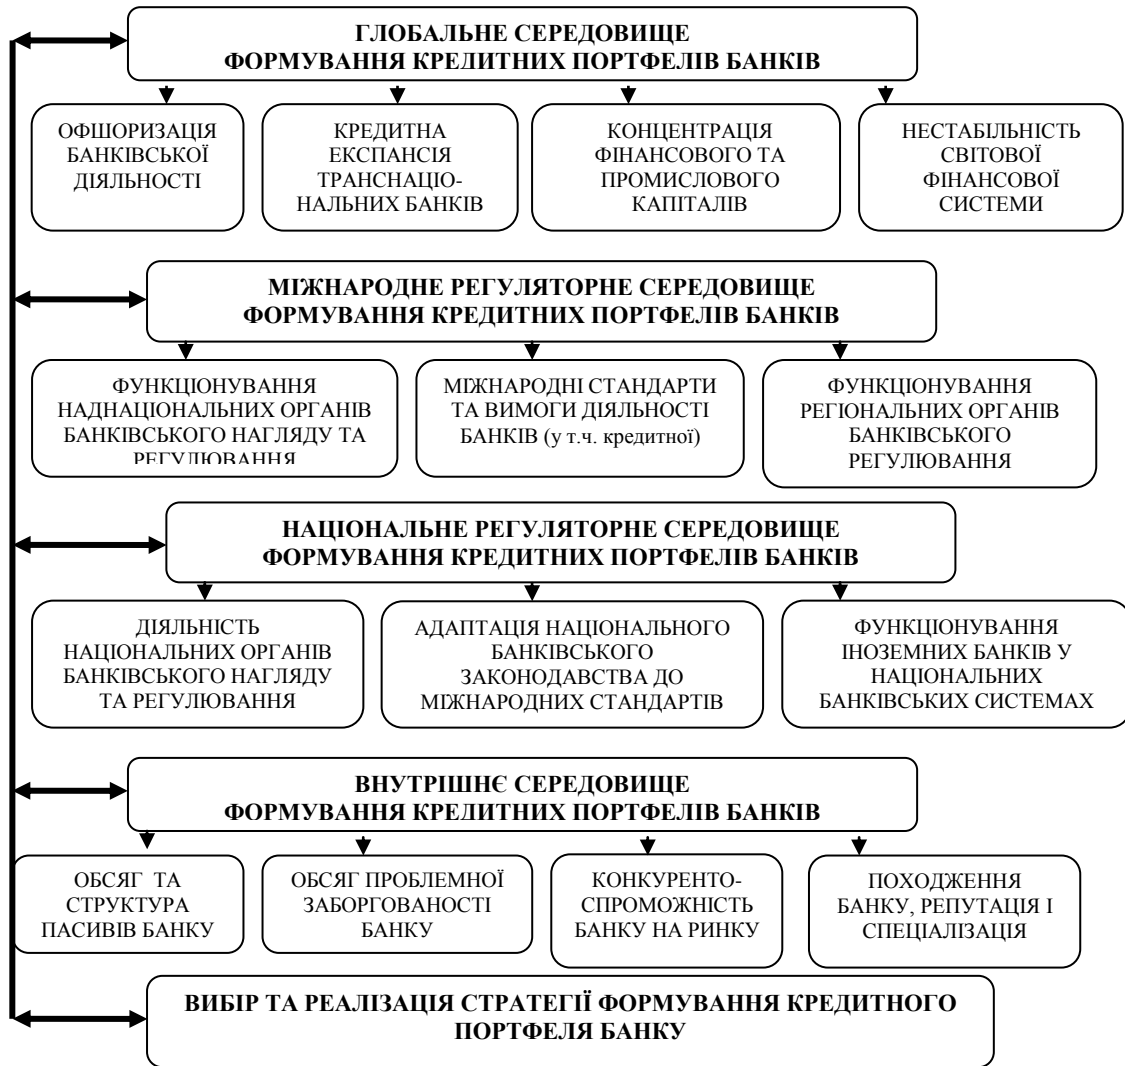 ГЛОБАЛЬНЕ СЕРЕДОВИЩЕ
ФОРМУВАННЯ КРЕДИТНИХ ПОРТФЕЛІВ БАНКІВ
ОФШОРИЗАЦІЯ
БАНКІВСЬКОЇ
ДІЯЛЬНОСТІ
КРЕДИТНА
ЕКСПАНСІЯ
ТРАНСНАЦІО-
НАЛЬНИХ БАНКІВ
КОНЦЕНТРАЦІЯ
ФІНАНСОВОГО ТА
ПРОМИСЛОВОГО
КАПІТАЛІВ
НЕСТАБІЛЬНІСТЬ
СВІТОВОЇ
ФІНАНСОВОЇ
СИСТЕМИ
МІЖНАРОДНЕ РЕГУЛЯТОРНЕ СЕРЕДОВИЩЕ
ФОРМУВАННЯ КРЕДИТНИХ ПОРТФЕЛІВ БАНКІВ
ФУНКЦІОНУВАННЯ
НАДНАЦІОНАЛЬНИХ ОРГАНІВ
БАНКІВСЬКОГО НАГЛЯДУ ТА
РЕГУЛЮВАННЯ
МІЖНАРОДНІ СТАНДАРТИ
ТА ВИМОГИ ДІЯЛЬНОСТІ
БАНКІВ (у т.ч. кредитної)
ФУНКЦІОНУВАННЯ
РЕГІОНАЛЬНИХ ОРГАНІВ
БАНКІВСЬКОГО
РЕГУЛЮВАННЯ
НАЦІОНАЛЬНЕ РЕГУЛЯТОРНЕ СЕРЕДОВИЩЕ
ФОРМУВАННЯ КРЕДИТНИХ ПОРТФЕЛІВ БАНКІВ
ДІЯЛЬНІСТЬ
НАЦІОНАЛЬНИХ ОРГАНІВ
БАНКІВСЬКОГО НАГЛЯДУ
ТА РЕГУЛЮВАННЯ
АДАПТАЦІЯ НАЦІОНАЛЬНОГО
БАНКІВСЬКОГО
ЗАКОНОДАВСТВА ДО
МІЖНАРОДНИХ СТАНДАРТІВ
ФУНКЦІОНУВАННЯ
ІНОЗЕМНИХ БАНКІВ У
НАЦІОНАЛЬНИХ
БАНКІВСЬКИХ СИСТЕМАХ
ВНУТРІШНЄ СЕРЕДОВИЩЕ
ФОРМУВАННЯ КРЕДИТНИХ ПОРТФЕЛІВ БАНКІВ
ОБСЯГ ТА
СТРУКТУРА
ПАСИВІВ БАНКУ
ОБСЯГ ПРОБЛЕМНОЇ
ЗАБОРГОВАНОСТІ
БАНКУ
КОНКУРЕНТО-
СПРОМОЖНІСТЬ
БАНКУ НА РИНКУ
ПОХОДЖЕННЯ
БАНКУ, РЕПУТАЦІЯ І
СПЕЦІАЛІЗАЦІЯ
ВИБІР ТА РЕАЛІЗАЦІЯ СТРАТЕГІЇ ФОРМУВАННЯ КРЕДИТНОГО
ПОРТФЕЛЯ БАНКУ